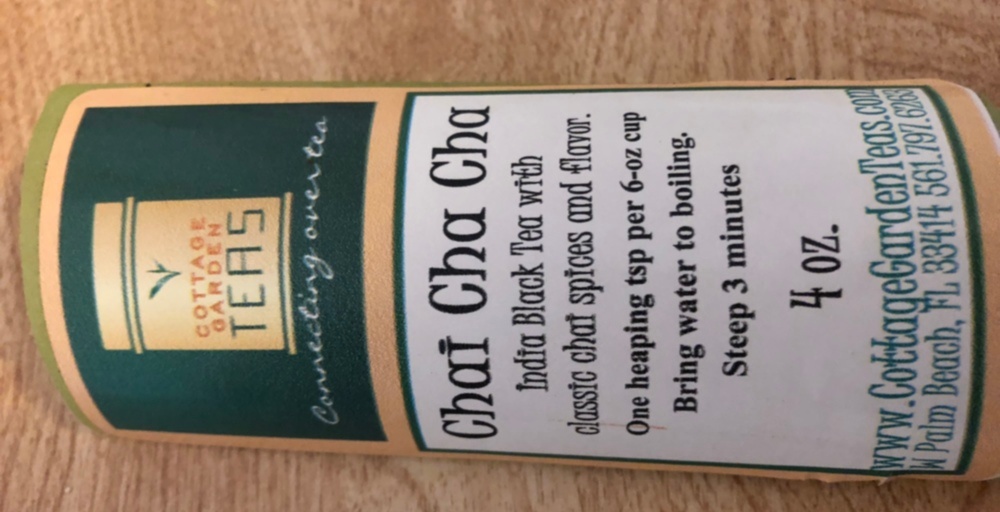 COTTAGE
GARDEN
TEAS
Connecting over tea
Chai Cha Cha
India Black Tea with
classic chai spices and flavor.
One heaping tsp per 6-oz cup
Bring water to boiling.
Steep 3 minutes
4 oz.
www.CottageGardenTeas.com
W Palm Beach, FL 33414 561.797.6263